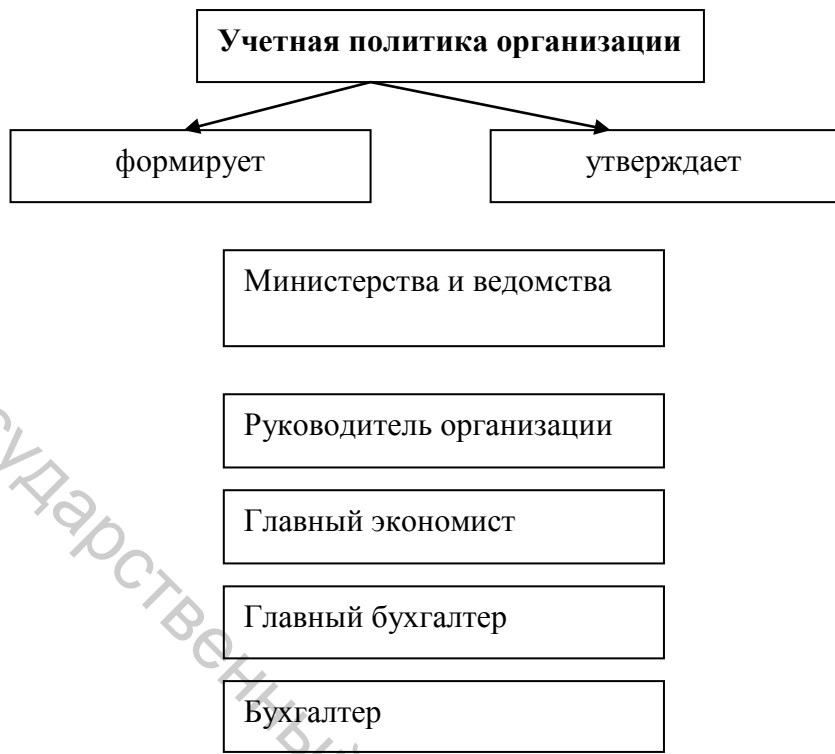 Учетная политика организации
формирует
утверждает
Министерства и ведомства
Руководитель организации
Главный экономист
Главный бухгалтер
Бухгалтер